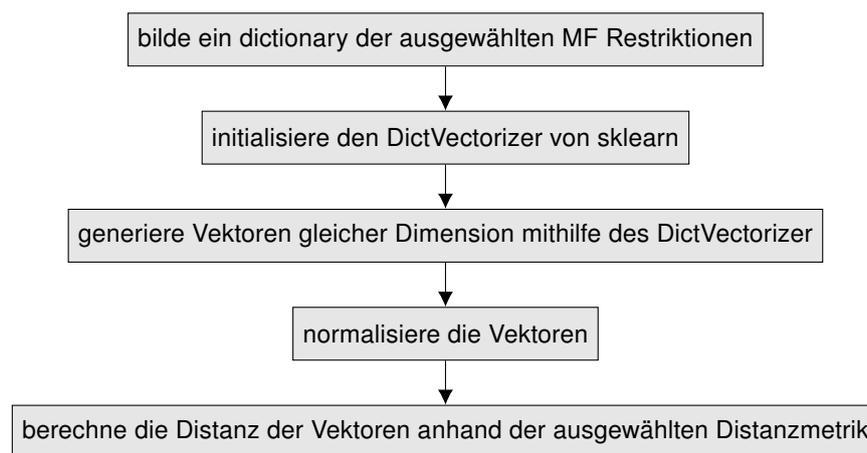 bilde ein dictionary der ausgewählten MF Restriktionen
initialisiere den DictVectorizer von sklearn
generiere Vektoren gleicher Dimension mithilfe des DictVectorizer
normalisiere die Vektoren
berechne die Distanz der Vektoren anhand der ausgewählten Distanzmetrik